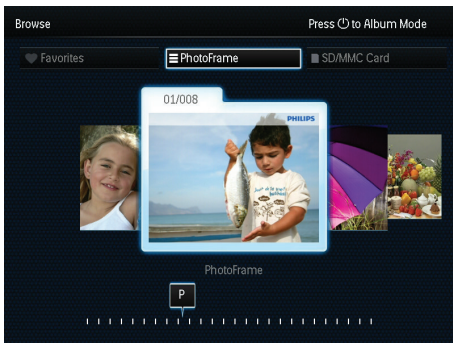 Browse
Press ⏻ to Album Mode
Favorites
PhotoFrame
SD/MMC Card
01/008
PHILIPS
PhotoFrame
P